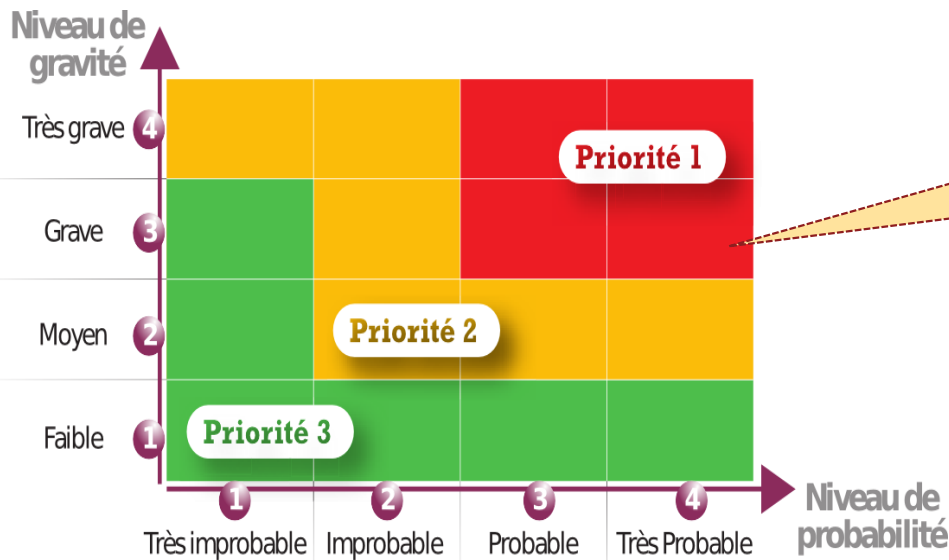 Niveau de
gravité
Très grave 4
Priorité 1
Grave 3
Moyen 2
Priorité 2
Faible 1
Priorité 3
1 2 3 4
Très improbable Improbable Probable Très Probable
Niveau de
probabilité